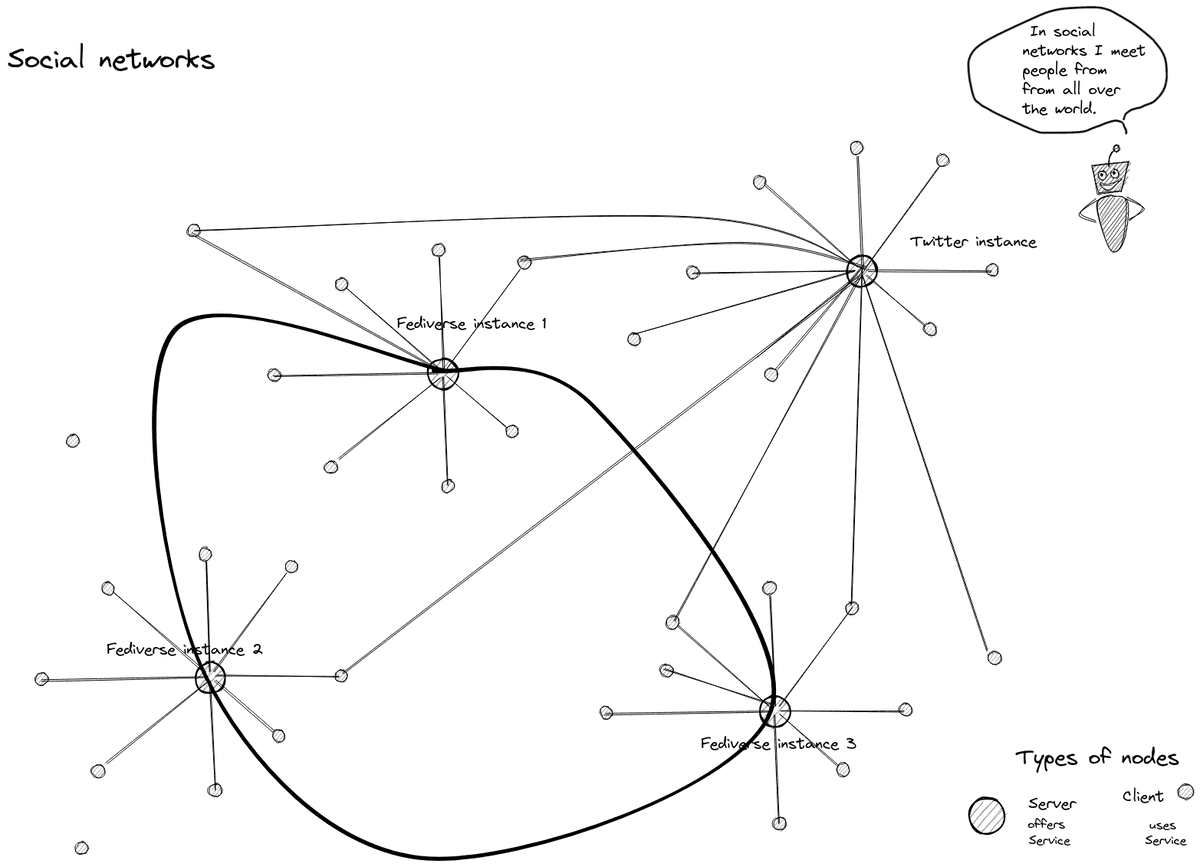 Social networks
In social
networks I meet
people from
from all over
the world.
Twitter instance
Fediverse instance 1
Fediverse instance 2
Fediverse instance 3
Types of nodes
Server
offers
Service
Client
uses
Service